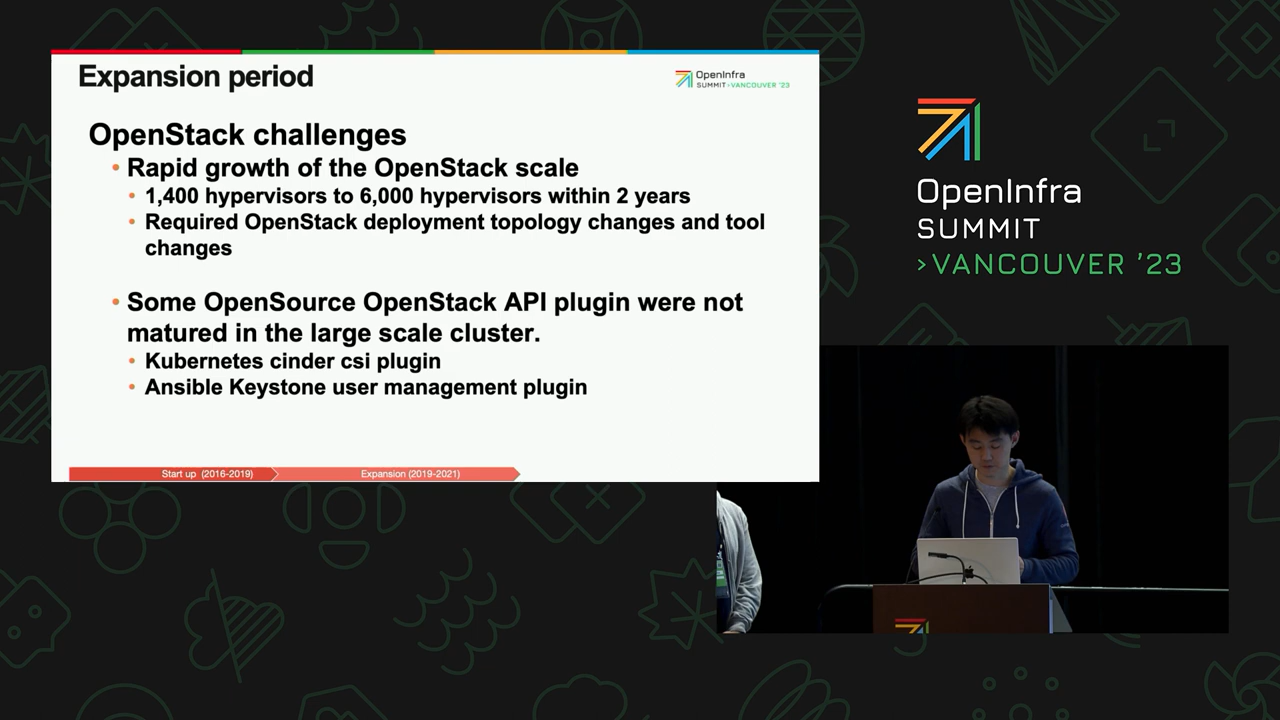 Expansion period
OpenInfra
SUMMIT >VANCOUVER '23
OpenStack challenges
• Rapid growth of the OpenStack scale
• 1,400 hypervisors to 6,000 hypervisors within 2 years
• Required OpenStack deployment topology changes and tool
changes
• Some OpenSource OpenStack API plugin were not
matured in the large scale cluster.
• Kubernetes cinder csi plugin
• Ansible Keystone user management plugin
Start up (2016-2019)
Expansion (2019-2021)
OpenInfra
SUMMIT
>VANCOUVER '23